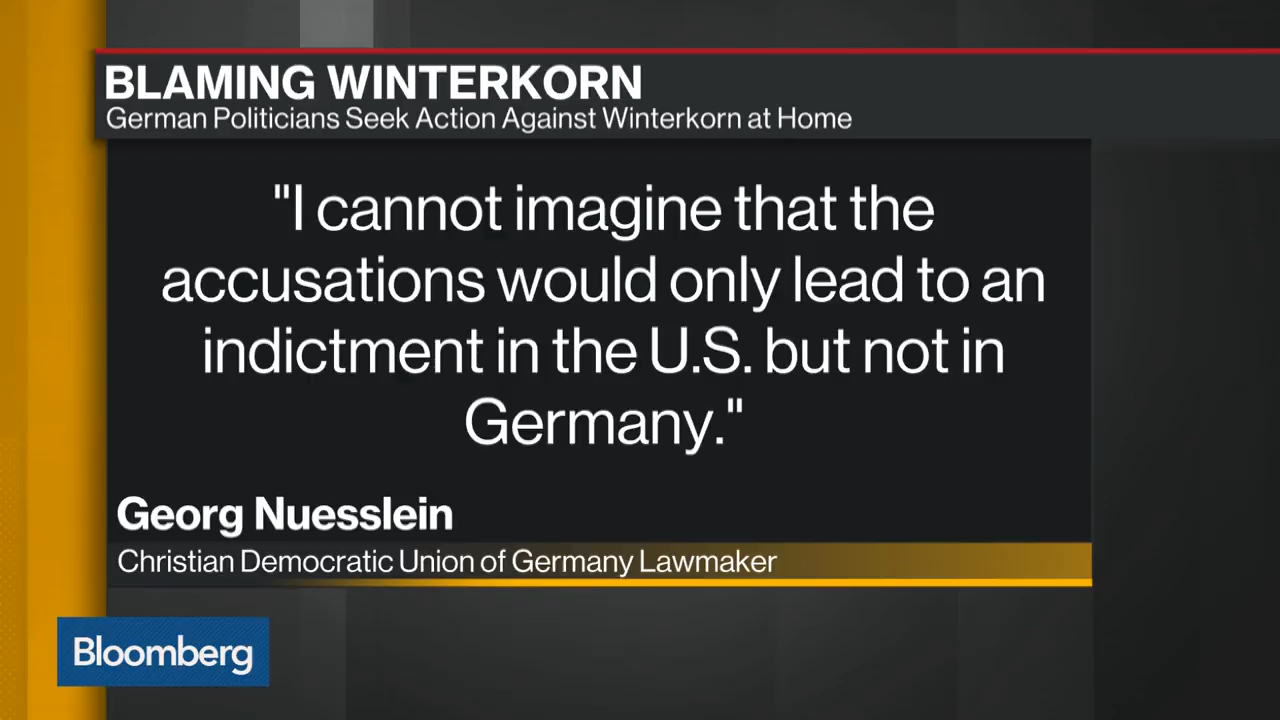 BLAMING WINTERKORN
German Politicians Seek Action Against Winterkorn at Home
"I cannot imagine that the
accusations would only lead to an
indictment in the U.S. but not in
Germany."
Georg Nuesslein
Christian Democratic Union of Germany Lawmaker
Bloomberg